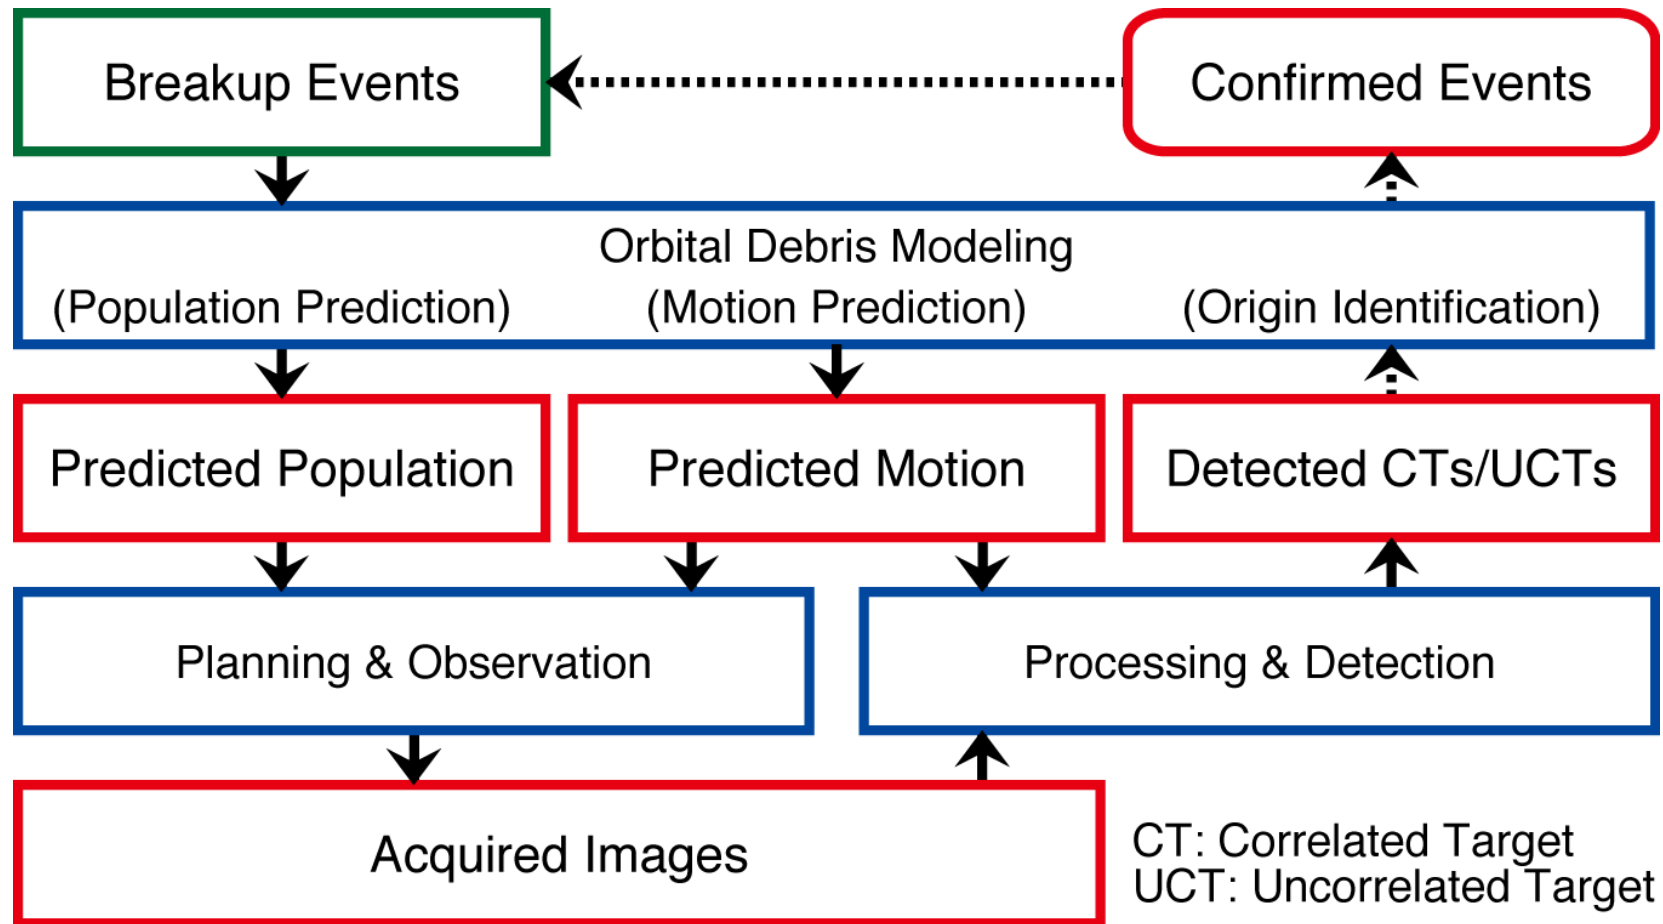 Breakup Events
Confirmed Events
Orbital Debris Modeling
(Population Prediction)
(Motion Prediction)
(Origin Identification)
Predicted Population
Predicted Motion
Detected CTs/UCTs
Planning & Observation
Processing & Detection
Acquired Images
CT: Correlated Target
UCT: Uncorrelated Target